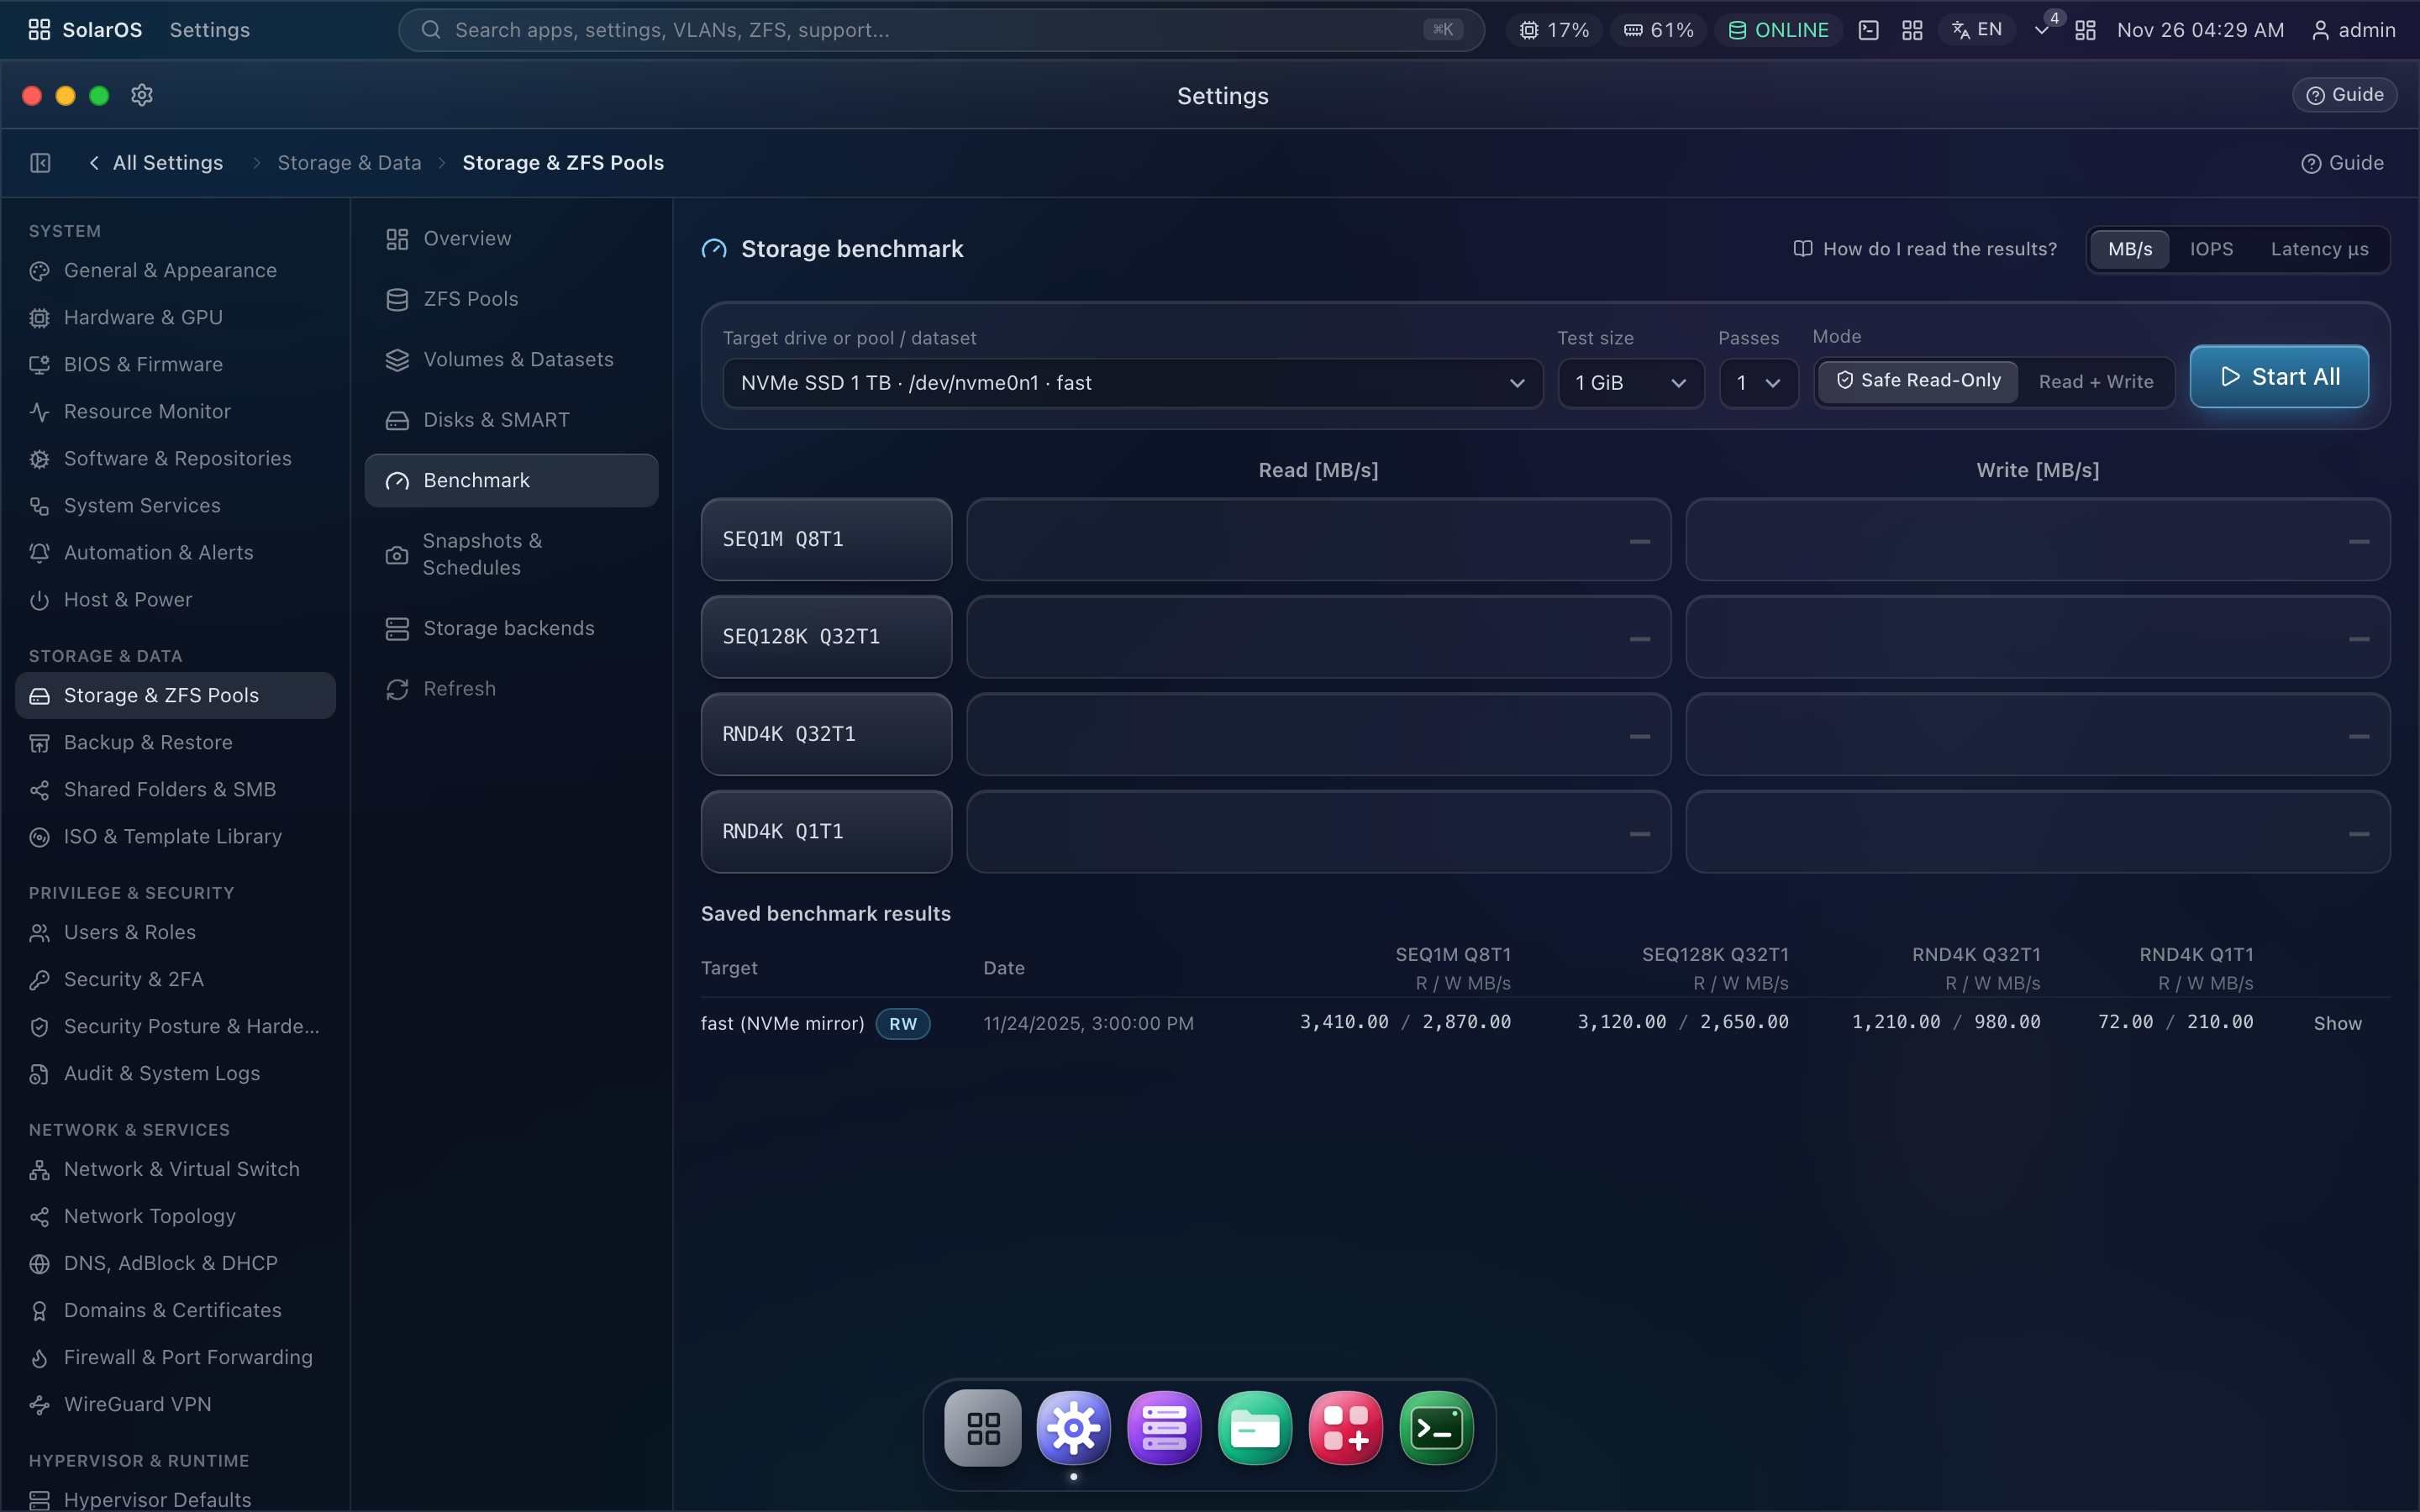 SolarOS Settings Search apps, settings, VLANs, ZFS, support... ⌘K 17% 61% ONLINE EN 4 Nov 26 04:29 AM admin
Settings Guide
All Settings Storage & Data Storage & ZFS Pools Guide
SYSTEM
General & Appearance
Hardware & GPU
BIOS & Firmware
Resource Monitor
Software & Repositories
System Services
Automation & Alerts
Host & Power
STORAGE & DATA
Storage & ZFS Pools
Backup & Restore
Shared Folders & SMB
ISO & Template Library
PRIVILEGE & SECURITY
Users & Roles
Security & 2FA
Security Posture & Harde...
Audit & System Logs
NETWORK & SERVICES
Network & Virtual Switch
Network Topology
DNS, AdBlock & DHCP
Domains & Certificates
Firewall & Port Forwarding
WireGuard VPN
HYPERVISOR & RUNTIME
Hypervisor Defaults
Overview
ZFS Pools
Volumes & Datasets
Disks & SMART
Benchmark
Snapshots &
Schedules
Storage backends
Refresh
Storage benchmark How do I read the results? MB/s IOPS Latency µs
Target drive or pool / dataset Test size Passes Mode
NVMe SSD 1 TB · /dev/nvme0n1 · fast 1 GiB 1 Safe Read-Only Read + Write Start All
Read [MB/s] Write [MB/s]
SEQ1M Q8T1 — —
SEQ128K Q32T1 — —
RND4K Q32T1 — —
RND4K Q1T1 — —
Saved benchmark results
Target Date SEQ1M Q8T1 SEQ128K Q32T1 RND4K Q32T1 RND4K Q1T1
R / W MB/s R / W MB/s R / W MB/s R / W MB/s
fast (NVMe mirror) RW 11/24/2025, 3:00:00 PM 3,410.00 / 2,870.00 3,120.00 / 2,650.00 1,210.00 / 980.00 72.00 / 210.00 Show